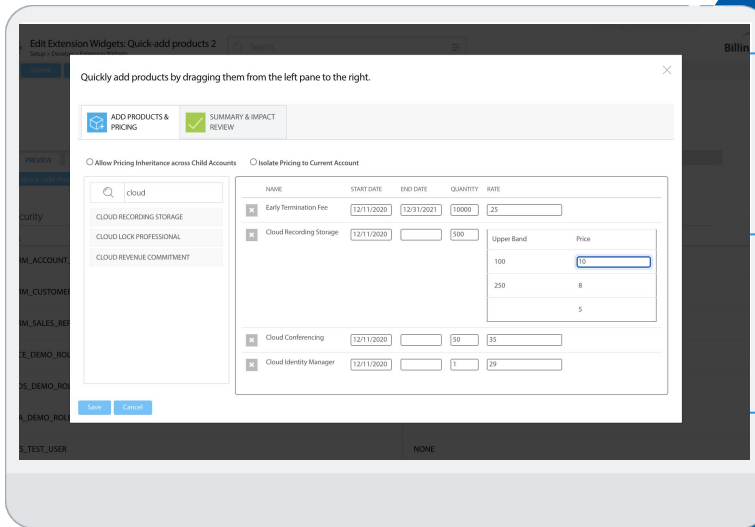 Edit Extension Widgets: Quick-add products 2
Search...
Billin
Quickly add products by dragging them from the left pane to the right.
ADD PRODUCTS & PRICING
SUMMARY & IMPACT REVIEW
PREVIEW
Allow Pricing Inheritance across Child Accounts
Isolate Pricing to Current Account
cloud
CLOUD RECORDING STORAGE
CLOUD LOCK PROFESSIONAL
CLOUD REVENUE COMMITMENT
NAME START DATE END DATE QUANTITY RATE
Early Termination Fee 12/11/2020 12/31/2021 10000 .25
Cloud Recording Storage 12/11/2020 500
Upper Band Price
100 10
250 8
5
Cloud Conferencing 12/11/2020 50 35
Cloud Identity Manager 12/11/2020 1 29
Save Cancel
curity
RM_ACCOUNT_
RM_CUSTOMER
RM_SALES_REP
CE_DEMO_ROL
OS_DEMO_ROL
A_DEMO_ROL
S_TEST_USER
NONE